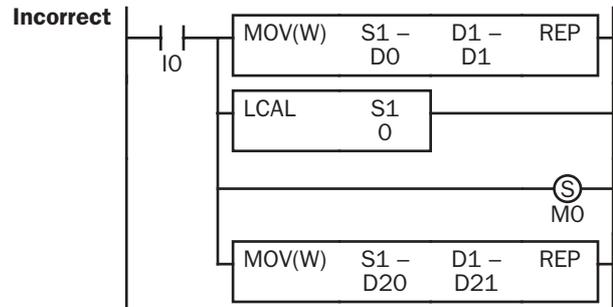 Incorrect
MOV(W) S1 – D1 – REP
D0 D1
I0
LCAL S1
0
S
M0
MOV(W) S1 – D1 – REP
D20 D21